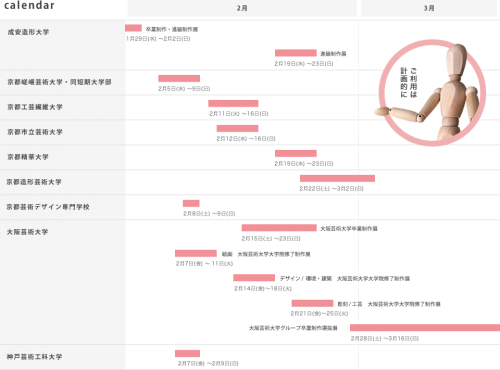 calendar
2月
3月
成安造形大学
卒業制作・進級制作展
1月29日(水) 〜2月2日(日)
進級制作展
2月19日(水) 〜23日(日)
ご利用は
計画的に
京都嵯峨芸術大学・同短期大学部
2月5日(水) 〜9日(日)
京都工芸繊維大学
2月11日(火) 〜16日(日)
京都市立芸術大学
2月12日(水) 〜16日(日)
京都精華大学
2月19日(水) 〜23日(日)
京都造形芸術大学
2月22日(土) 〜3月2日(日)
京都芸術デザイン専門学校
2月8日(土) 〜9日(日)
大阪芸術大学
大阪芸術大学卒業制作展
2月15日(土) 〜23日(日)
絵画　大阪芸術大学大学院修了制作展
2月7日(金) 〜 11日(火)
デザイン / 環境・建築　大阪芸術大学大学院修了制作展
2月14日(金)〜18日(火)
彫刻 / 工芸　大阪芸術大学大学院修了制作展
2月21日(金)〜25日(火)
大阪芸術大学グループ卒業制作選抜展
2月28日(土) 〜3月16日(日)
神戸芸術工科大学
2月7日(金) 〜2月9日(日)